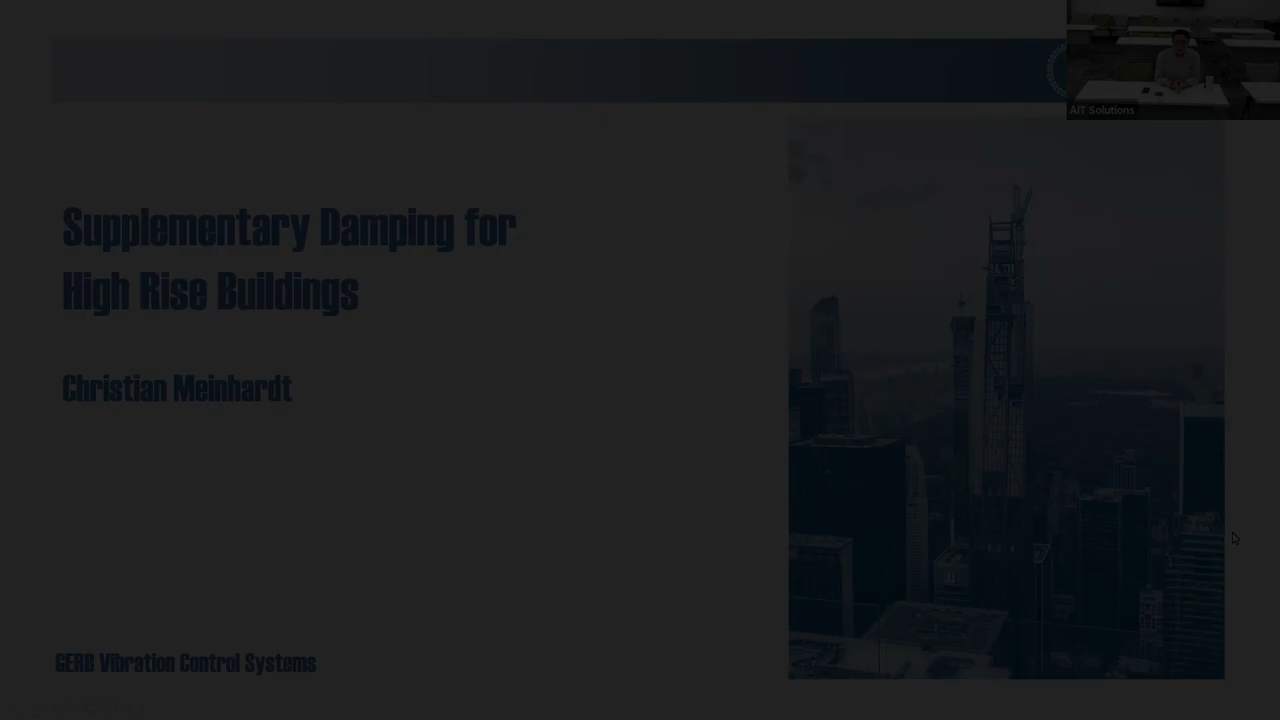 AIT Solutions
Supplementary Damping for
High Rise Buildings
Christian Meinhardt
GERB Vibration Control Systems